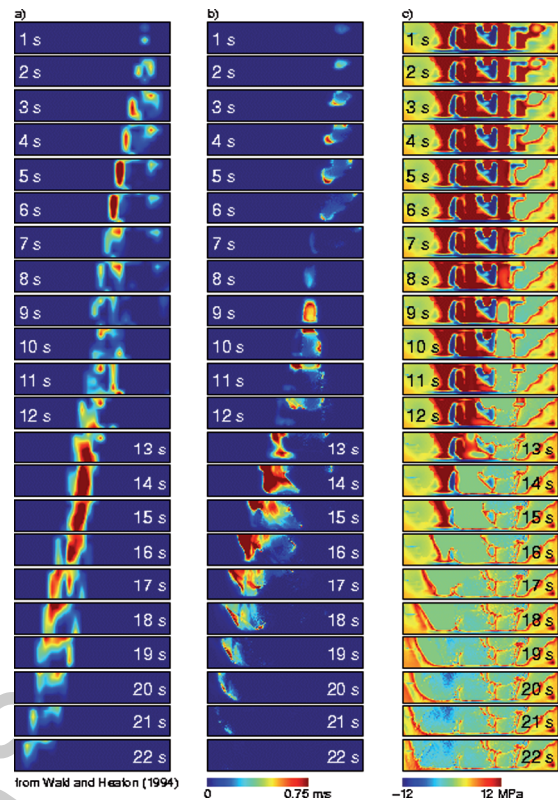 a) b) c)
1 s 1 s 1 s
2 s 2 s 2 s
3 s 3 s 3 s
4 s 4 s 4 s
5 s 5 s 5 s
6 s 6 s 6 s
7 s 7 s 7 s
8 s 8 s 8 s
9 s 9 s 9 s
10 s 10 s 10 s
11 s 11 s 11 s
12 s 12 s 12 s
13 s 13 s 13 s
14 s 14 s 14 s
15 s 15 s 15 s
16 s 16 s 16 s
17 s 17 s 17 s
18 s 18 s 18 s
19 s 19 s 19 s
20 s 20 s 20 s
21 s 21 s 21 s
22 s 22 s 22 s
from Wald and Heaton (1994)
0 0.75 m/s −12 12 MPa